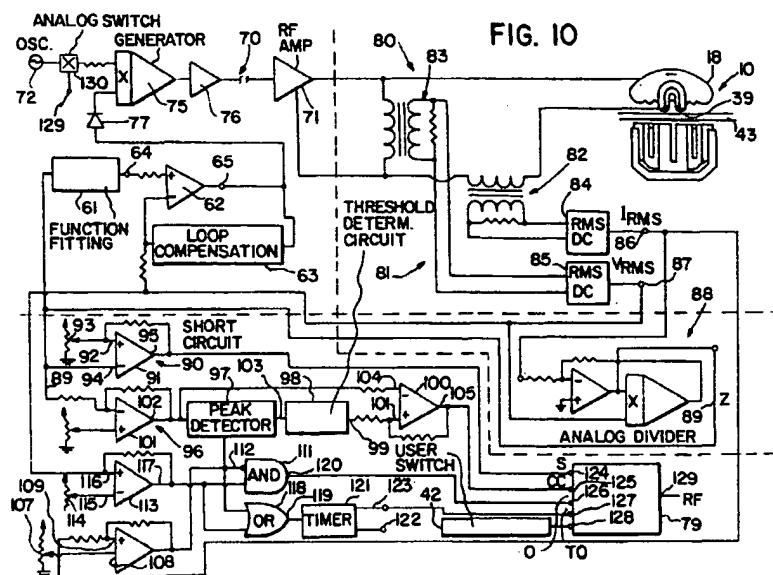 FIG. 10
ANALOG SWITCH
GENERATOR
OSC.
72
130
129
X
75
76
70
RF AMP
71
80
83
82
18
10
39
43
77
64
65
61
62
FUNCTION FITTING
LOOP COMPENSATION
63
THRESHOLD DETERM. CIRCUIT
81
84
RMS DC
86
IRMS
85
RMS DC
VRMS
87
88
93
92
95
94
90
91
SHORT CIRCUIT
89
102
101
96
97
PEAK DETECTOR
103
98
104
100
101
105
99
X
89
Z
ANALOG DIVIDER
USER SWITCH
116
117
115
113
114
112
111
AND
120
118
OR
119
121
TIMER
123
122
42
109
107
108
S
124
OC
125
126
127
128
129
RF
79
O
TO